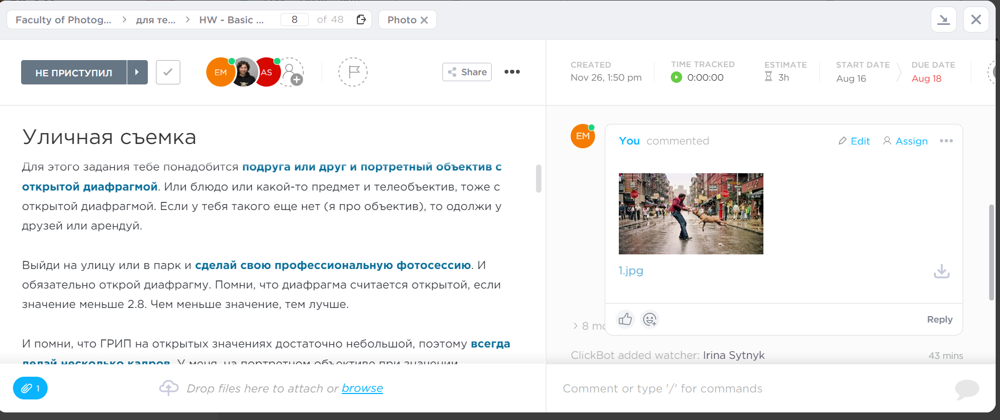 Faculty of Photog... > для те... > HW - Basic ... 8 of 48
Photo
НЕ ПРИСТУПИЛ
EM
AS
Share
CREATED
Nov 26, 1:50 pm
TIME TRACKED
0:00:00
ESTIMATE
3h
START DATE
Aug 16
DUE DATE
Aug 18
Уличная съемка
Для этого задания тебе понадобится подруга или друг и портретный объектив с
открытой диафрагмой. Или блюдо или какой-то предмет и телеобъектив, тоже с
открытой диафрагмой. Если у тебя такого еще нет (я про объектив), то одолжи у
друзей или арендуй.
Выйди на улицу или в парк и сделай свою профессиональную фотосессию. И
обязательно открой диафрагму. Помни, что диафрагма считается открытой, если
значение меньше 2.8. Чем меньше значение, тем лучше.
И помни, что ГРИП на открытых значениях достаточно небольшой, поэтому всегда
делай несколько кадров. У меня, на портретном объективе при значении
1
Drop files here to attach or browse
EM
You commented
Edit
Assign
STOP
STOP
1.jpg
Reply
> 8 mo
ClickBot added watcher: Irina Sytnyk
43 mins
Comment or type '/' for commands